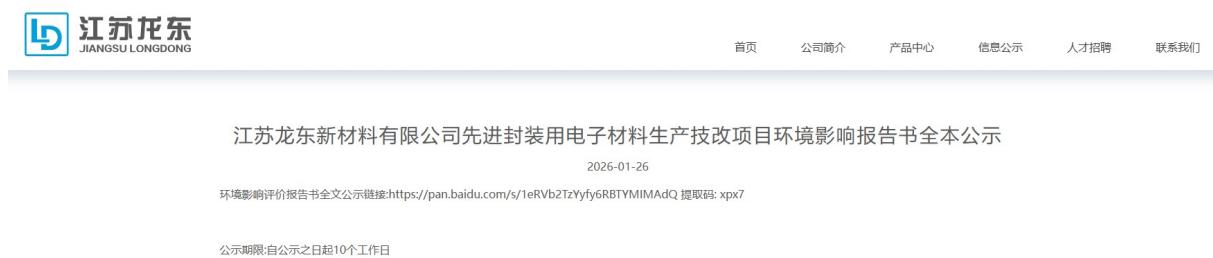 LD
江苏龙东
JIANGSU LONGDONG
首页 公司简介 产品中心 信息公示 人才招聘 联系我们
江苏龙东新材料有限公司先进封装用电子材料生产技改项目环境影响报告书全本公示
2026-01-26
环境影响评价报告书全文公示链接:https://pan.baidu.com/s/1eRVb2TzYyfy6RBTYMIMAdQ 提取码: xpx7
公示期限:自公示之日起10个工作日